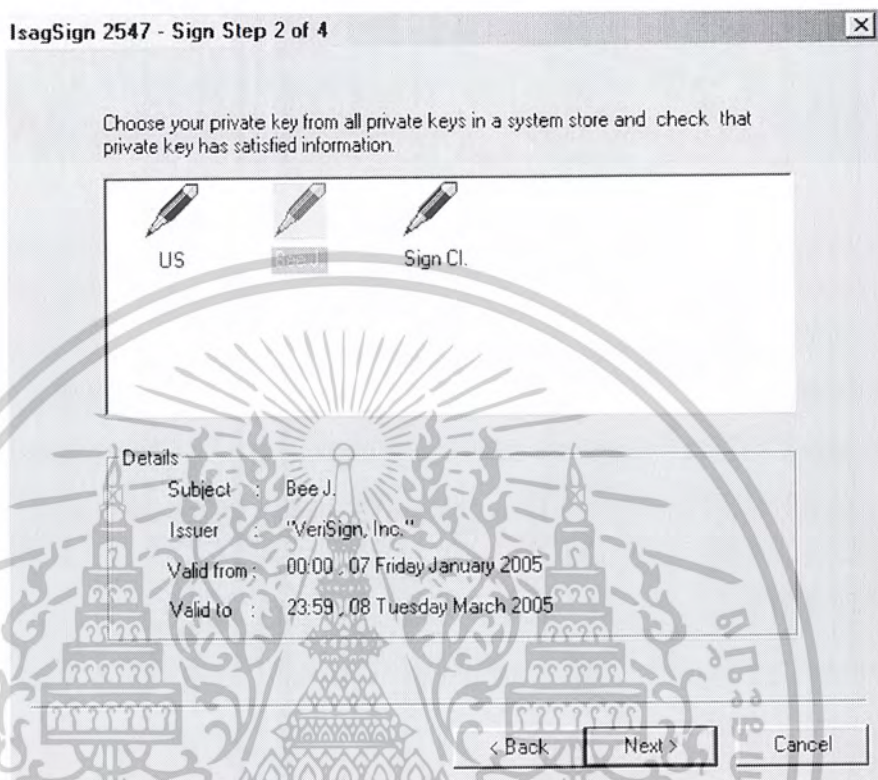 IsagSign 2547 - Sign Step 2 of 4
Choose your private key from all private keys in a system store and check that
private key has satisfied information.
US
Bee J.
Sign Cl.
Details
Subject : Bee J.
Issuer : "VeriSign, Inc."
Valid from : 00:00 , 07 Friday January 2005
Valid to : 23:59 , 08 Tuesday March 2005
< Back
Next >
Cancel